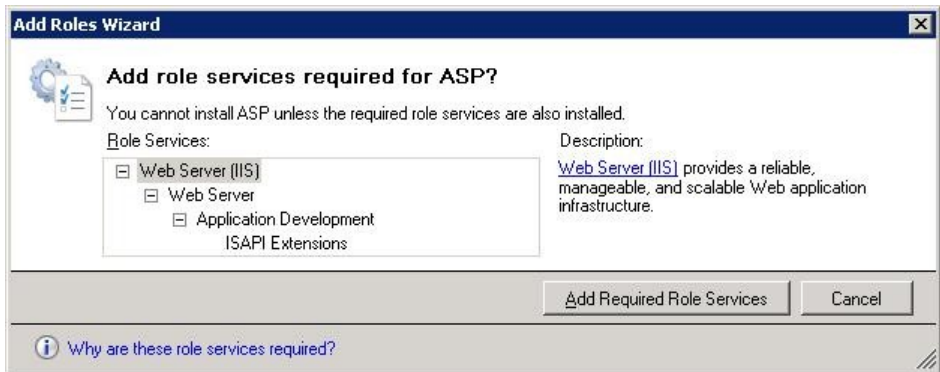 Add Roles Wizard
Add role services required for ASP?
You cannot install ASP unless the required role services are also installed.
Role Services:
Web Server (IIS)
Web Server
Application Development
ISAPI Extensions
Description:
Web Server (IIS) provides a reliable,
manageable, and scalable Web application
infrastructure.
Add Required Role Services
Cancel
Why are these role services required?